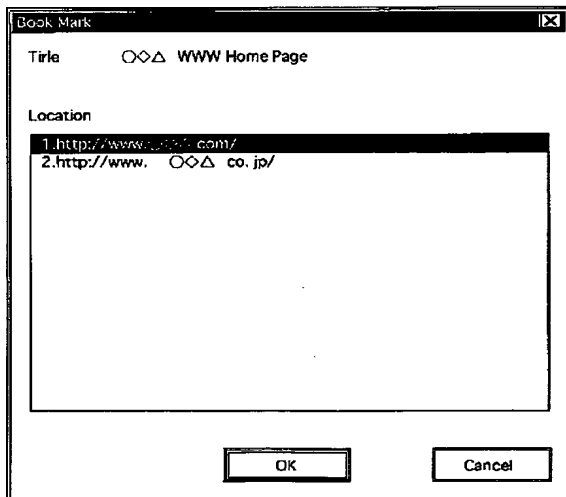 Book Mark
Tirle ○◇△ WWW Home Page
Location
1.http://www. com/
2.http://www. ○◇△ co. jp/
OK
Cancel